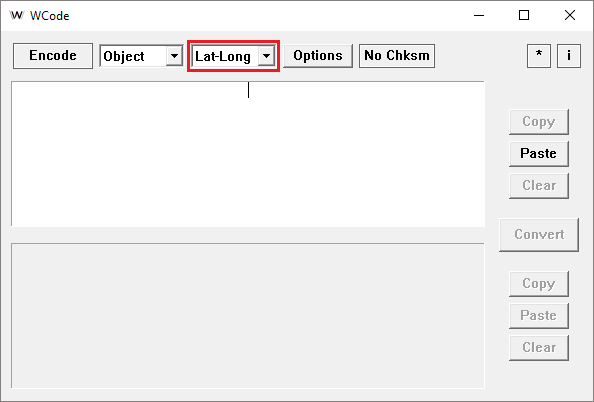 W WCode
Encode Object Lat-Long Options No Chksm * i
Copy
Paste
Clear
Convert
Copy
Paste
Clear